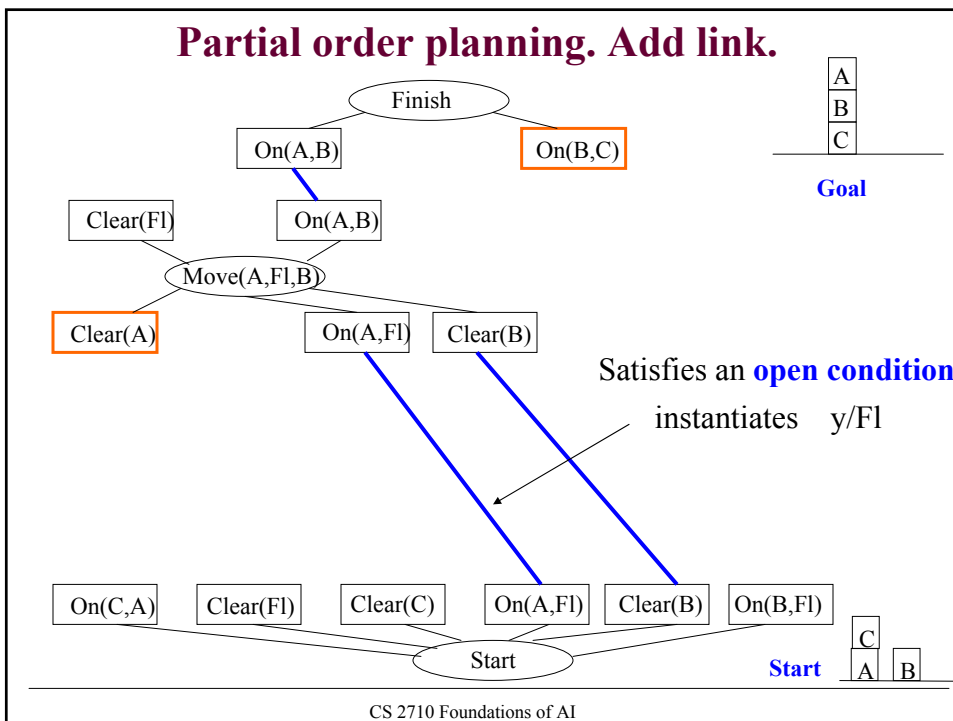 Partial order planning. Add link.
Finish
A
B
C
On(A,B)
On(B,C)
Goal
Clear(Fl)
On(A,B)
Move(A,Fl,B)
Clear(A)
On(A,Fl)
Clear(B)
Satisfies an open condition
instantiates y/Fl
On(C,A)
Clear(Fl)
Clear(C)
On(A,Fl)
Clear(B)
On(B,Fl)
Start
Start
C
A
B
CS 2710 Foundations of AI